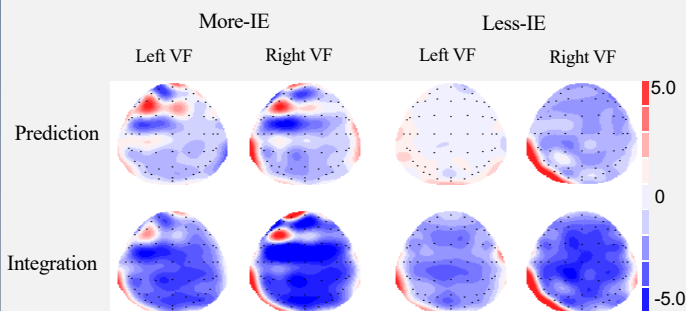 More-IE Less-IE
Left VF Right VF Left VF Right VF
5.0
Prediction
0
Integration
-5.0